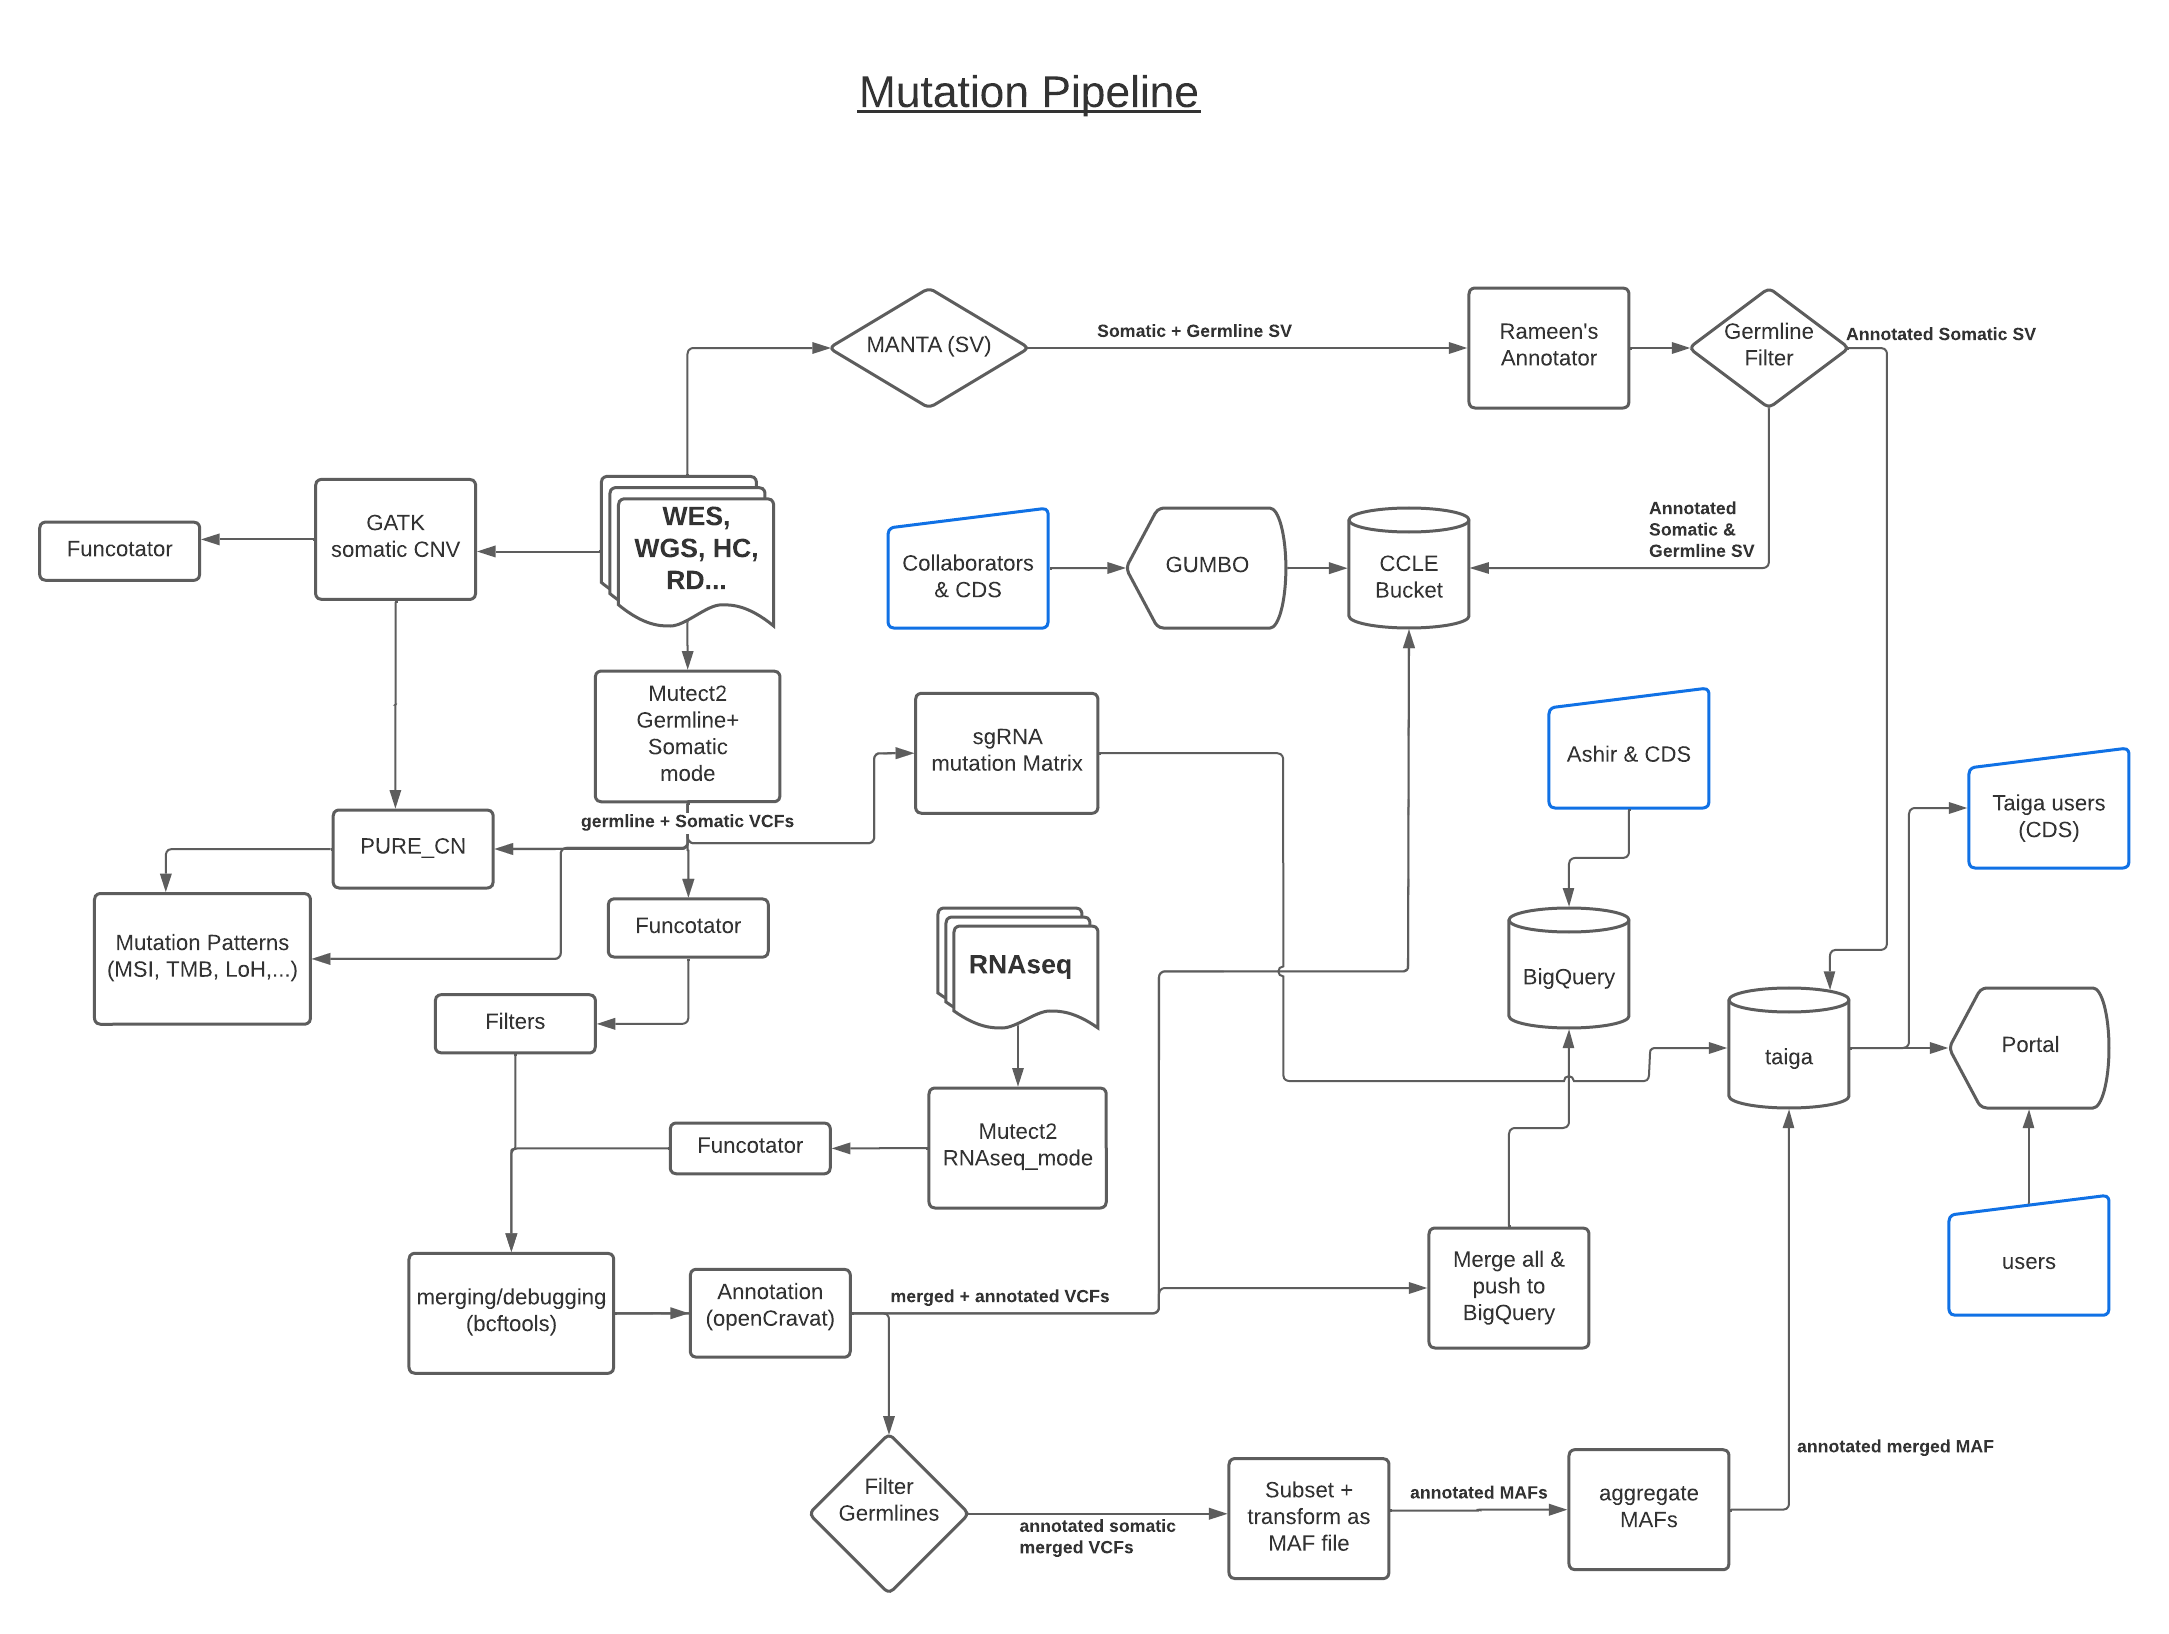 Mutation Pipeline
MANTA (SV)
Somatic + Germline SV
Rameen's
Annotator
Germline
Filter
Annotated Somatic SV
Funcotator
GATK
somatic CNV
WES,
WGS, HC,
RD...
Collaborators
& CDS
GUMBO
CCLE
Bucket
Annotated
Somatic &
Germline SV
Mutect2
Germline+
Somatic
mode
sgRNA
mutation Matrix
Ashir & CDS
Taiga users
(CDS)
germline + Somatic VCFs
PURE_CN
Mutation Patterns
(MSI, TMB, LoH,...)
Funcotator
RNAseq
BigQuery
Filters
taiga
Portal
Funcotator
Mutect2
RNAseq_mode
merging/debugging
(bcftools)
Annotation
(openCravat)
merged + annotated VCFs
Merge all &
push to
BigQuery
users
Filter
Germlines
annotated somatic
merged VCFs
Subset +
transform as
MAF file
annotated MAFs
aggregate
MAFs
annotated merged MAF